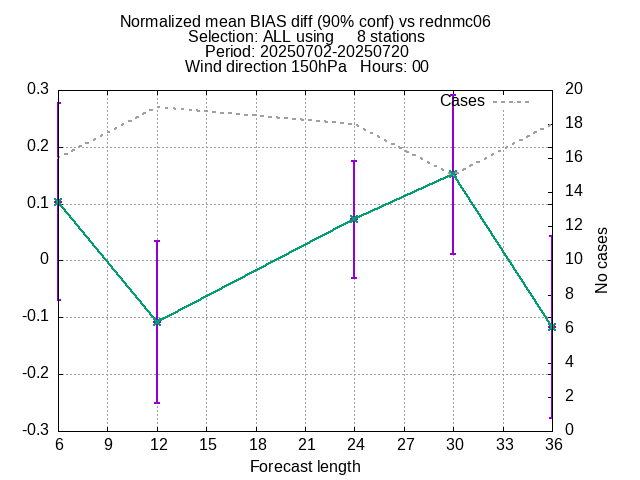 Normalized mean BIAS diff (90% conf) vs rednmc06
Selection: ALL using     8 stations
Period: 20250702-20250720
Wind direction 150hPa   Hours: 00
Cases
0.3
0.2
0.1
0
-0.1
-0.2
-0.3
20
18
16
14
12
10
8
6
4
2
0
No cases
6 9 12 15 18 21 24 27 30 33 36
Forecast length